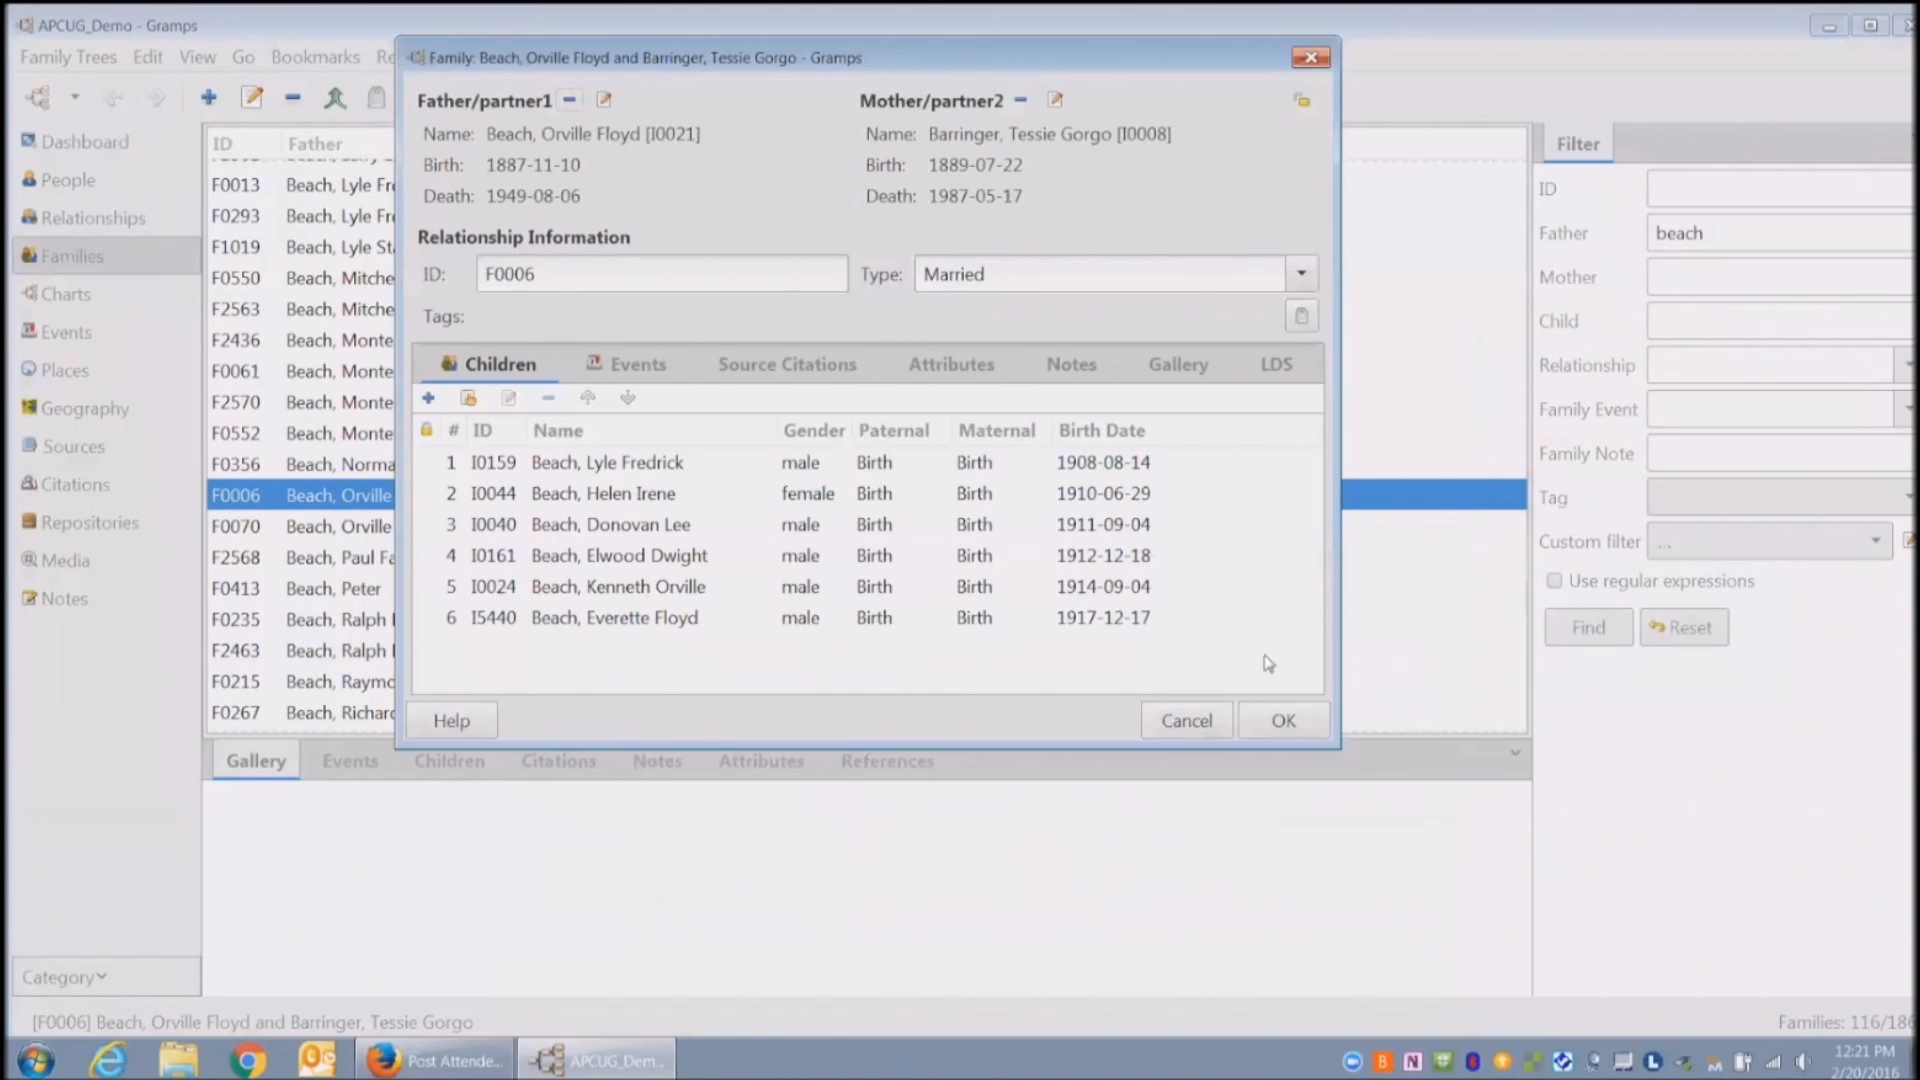 APCUG_Demo - Gramps
Family Trees Edit View Go Bookmarks Re
Family: Beach, Orville Floyd and Barringer, Tessie Gorgo - Gramps
Father/partner1
Name: Beach, Orville Floyd [I0021]
Birth: 1887-11-10
Death: 1949-08-06
Mother/partner2
Name: Barringer, Tessie Gorgo [I0008]
Birth: 1889-07-22
Death: 1987-05-17
Relationship Information
ID: F0006 Type: Married
Tags:
Children Events Source Citations Attributes Notes Gallery LDS
# ID Name Gender Paternal Maternal Birth Date
1 I0159 Beach, Lyle Fredrick male Birth Birth 1908-08-14
2 I0044 Beach, Helen Irene female Birth Birth 1910-06-29
3 I0040 Beach, Donovan Lee male Birth Birth 1911-09-04
4 I0161 Beach, Elwood Dwight male Birth Birth 1912-12-18
5 I0024 Beach, Kenneth Orville male Birth Birth 1914-09-04
6 I5440 Beach, Everette Floyd male Birth Birth 1917-12-17
Help Cancel OK
Dashboard
People
Relationships
Families
Charts
Events
Places
Geography
Sources
Citations
Repositories
Media
Notes
Category
ID Father
F0013 Beach, Lyle Fre
F0293 Beach, Lyle Fre
F1019 Beach, Lyle Sta
F0550 Beach, Mitche
F2563 Beach, Mitche
F2436 Beach, Monte
F0061 Beach, Monte
F2570 Beach, Monte
F0552 Beach, Monte
F0356 Beach, Norma
F0006 Beach, Orville
F0070 Beach, Orville
F2568 Beach, Paul Fa
F0413 Beach, Peter
F0235 Beach, Ralph
F2463 Beach, Ralph
F0215 Beach, Raymo
F0267 Beach, Richard
Filter
ID
Father beach
Mother
Child
Relationship
Family Event
Family Note
Tag
Custom filter ...
Use regular expressions
Find Reset
Gallery Events Children Citations Notes Attributes References
[F0006] Beach, Orville Floyd and Barringer, Tessie Gorgo
Families: 116/186
Post Attende...
APCUG_Dem...
12:21 PM
2/20/2016